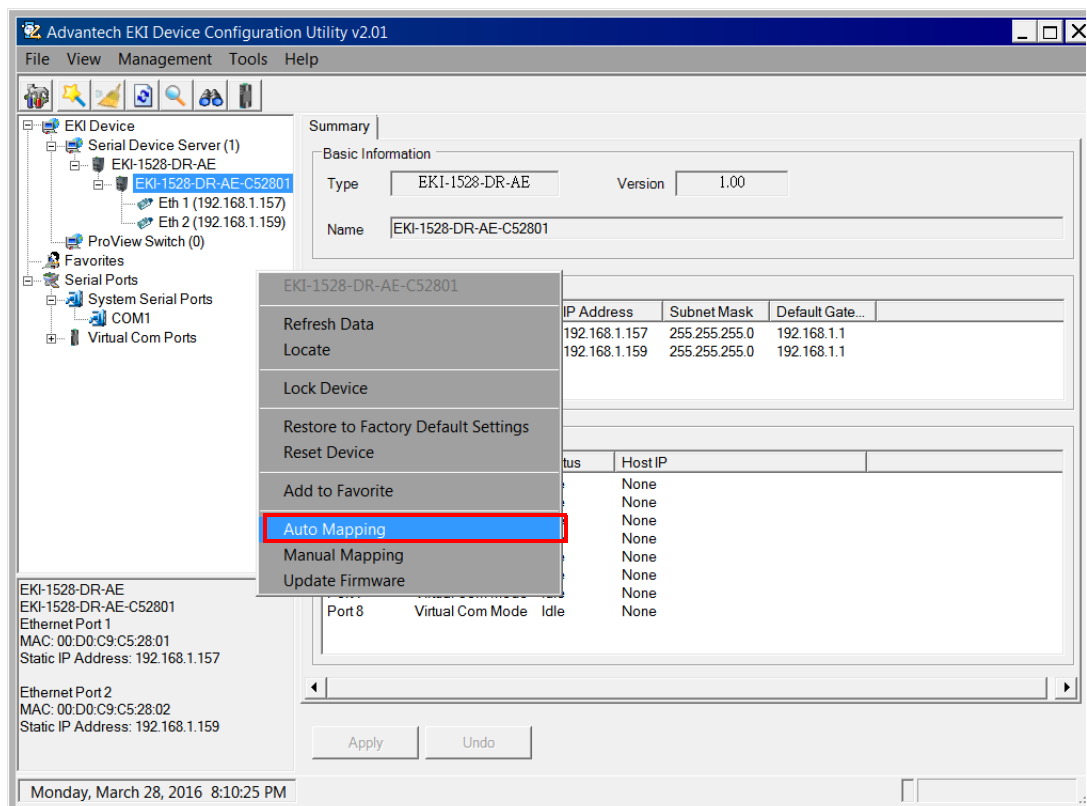 Advantech EKI Device Configuration Utility v2.01
File View Management Tools Help
EKI Device
Serial Device Server (1)
EKI-1528-DR-AE
EKI-1528-DR-AE-C52801
Eth 1 (192.168.1.157)
Eth 2 (192.168.1.159)
ProView Switch (0)
Favorites
Serial Ports
System Serial Ports
COM1
Virtual Com Ports
EKI-1528-DR-AE
EKI-1528-DR-AE-C52801
Ethernet Port 1
MAC: 00:D0:C9:C5:28:01
Static IP Address: 192.168.1.157
Ethernet Port 2
MAC: 00:D0:C9:C5:28:02
Static IP Address: 192.168.1.159
EKI-1528-DR-AE-C52801
Refresh Data
Locate
Lock Device
Restore to Factory Default Settings
Reset Device
Add to Favorite
Auto Mapping
Manual Mapping
Update Firmware
Summary
Basic Information
Type EKI-1528-DR-AE Version 1.00
Name EKI-1528-DR-AE-C52801
IP Address Subnet Mask Default Gate...
192.168.1.157 255.255.255.0 192.168.1.1
192.168.1.159 255.255.255.0 192.168.1.1
tus Host IP
None
None
None
None
None
None
None
Port 8 Virtual Com Mode Idle None
Apply Undo
Monday, March 28, 2016 8:10:25 PM